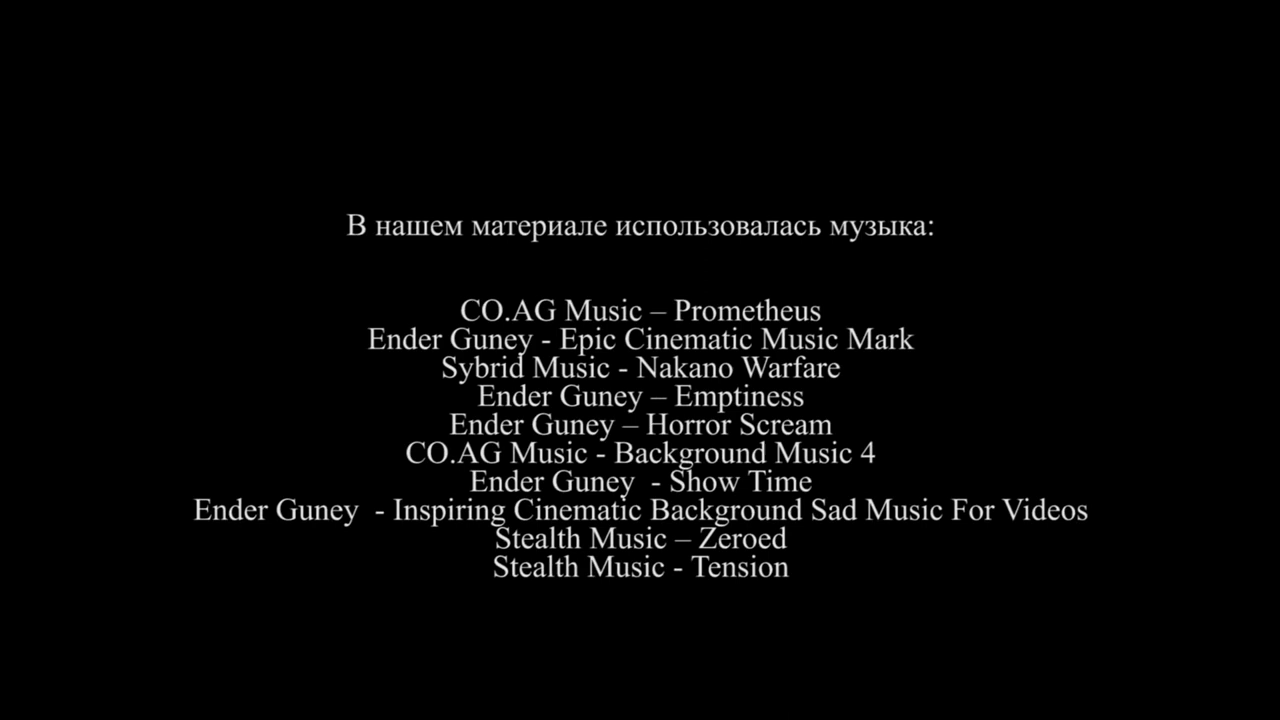 В нашем материале использовалась музыка:
CO.AG Music – Prometheus
Ender Guney - Epic Cinematic Music Mark
Sybrid Music - Nakano Warfare
Ender Guney – Emptiness
Ender Guney – Horror Scream
CO.AG Music - Background Music 4
Ender Guney  - Show Time
Ender Guney  - Inspiring Cinematic Background Sad Music For Videos
Stealth Music – Zeroed
Stealth Music - Tension